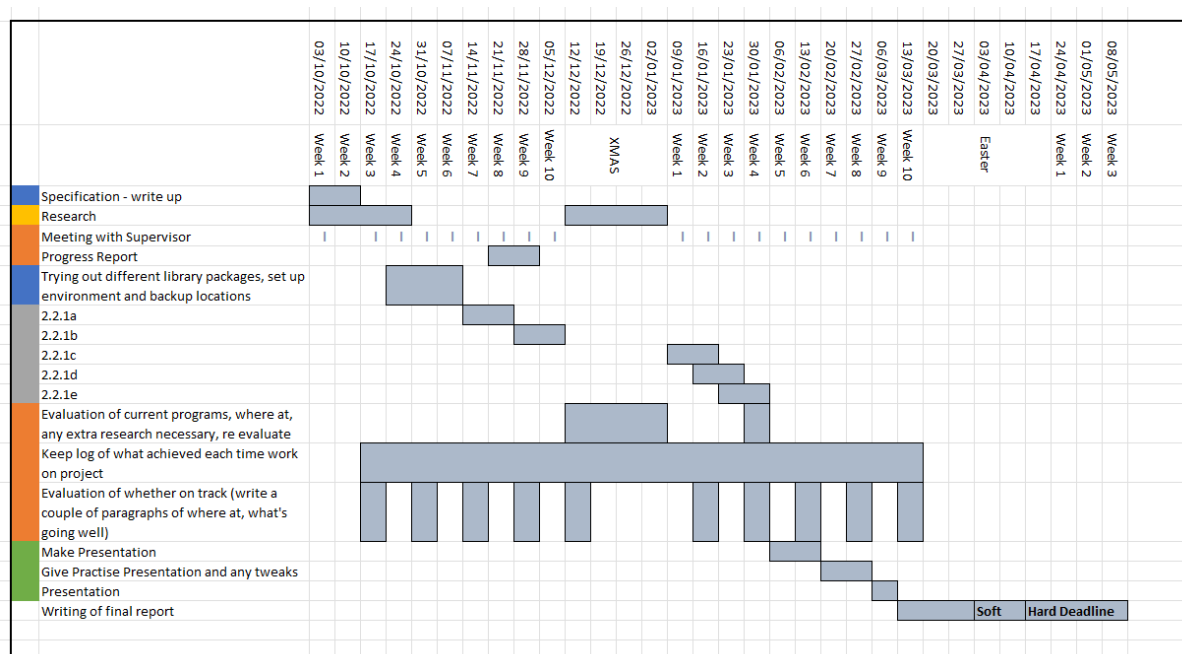 03/10/2022 10/10/2022 17/10/2022 24/10/2022 31/10/2022 07/11/2022 14/11/2022 21/11/2022 28/11/2022 05/12/2022 12/12/2022 19/12/2022 26/12/2022 02/01/2023 09/01/2023 16/01/2023 23/01/2023 30/01/2023 06/02/2023 13/02/2023 20/02/2023 27/02/2023 06/03/2023 13/03/2023 20/03/2023 27/03/2023 03/04/2023 10/04/2023 17/04/2023 24/04/2023 01/05/2023 08/05/2023
Week 1 Week 2 Week 3 Week 4 Week 5 Week 6 Week 7 Week 8 Week 9 Week 10 XMAS Week 1 Week 2 Week 3 Week 4 Week 5 Week 6 Week 7 Week 8 Week 9 Week 10 Easter Week 1 Week 2 Week 3
Specification - write up
Research
Meeting with Supervisor
Progress Report
Trying out different library packages, set up
environment and backup locations
2.2.1a
2.2.1b
2.2.1c
2.2.1d
2.2.1e
Evaluation of current programs, where at,
any extra research necessary, re evaluate
Keep log of what achieved each time work
on project
Evaluation of whether on track (write a
couple of paragraphs of where at, what's
going well)
Make Presentation
Give Practise Presentation and any tweaks
Presentation
Writing of final report Soft Hard Deadline